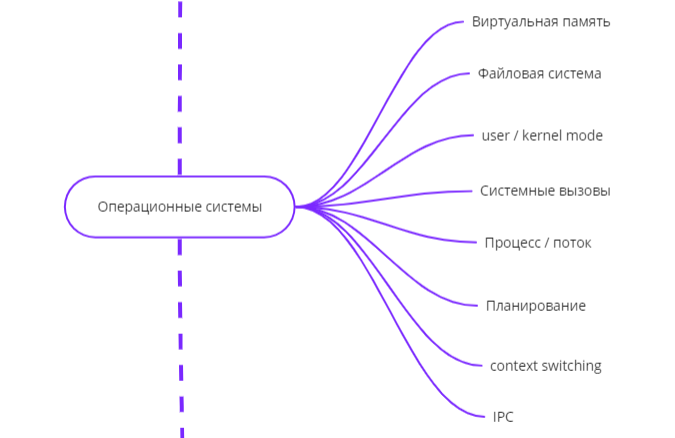 Операционные системы
Виртуальная память
Файловая система
user / kernel mode
Системные вызовы
Процесс / поток
Планирование
context switching
IPC